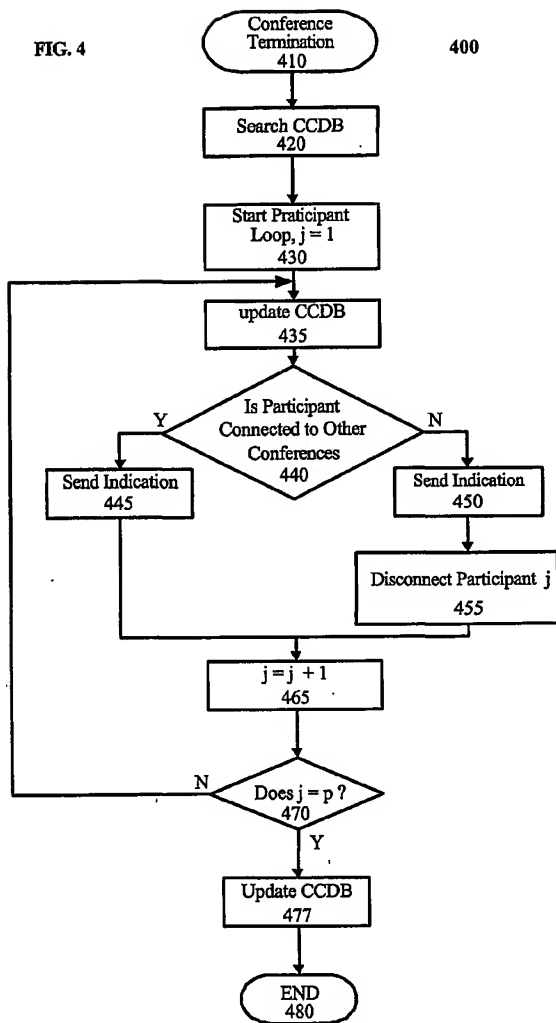 FIG. 4
400
Conference
Termination
410
Search CCDB
420
Start Praticipant
Loop, j = 1
430
update CCDB
435
Is Participant
Connected to Other
Conferences
440
Y
N
Send Indication
445
Send Indication
450
Disconnect Participant j
455
j = j + 1
465
Does j = p ?
470
N
Y
Update CCDB
477
END
480